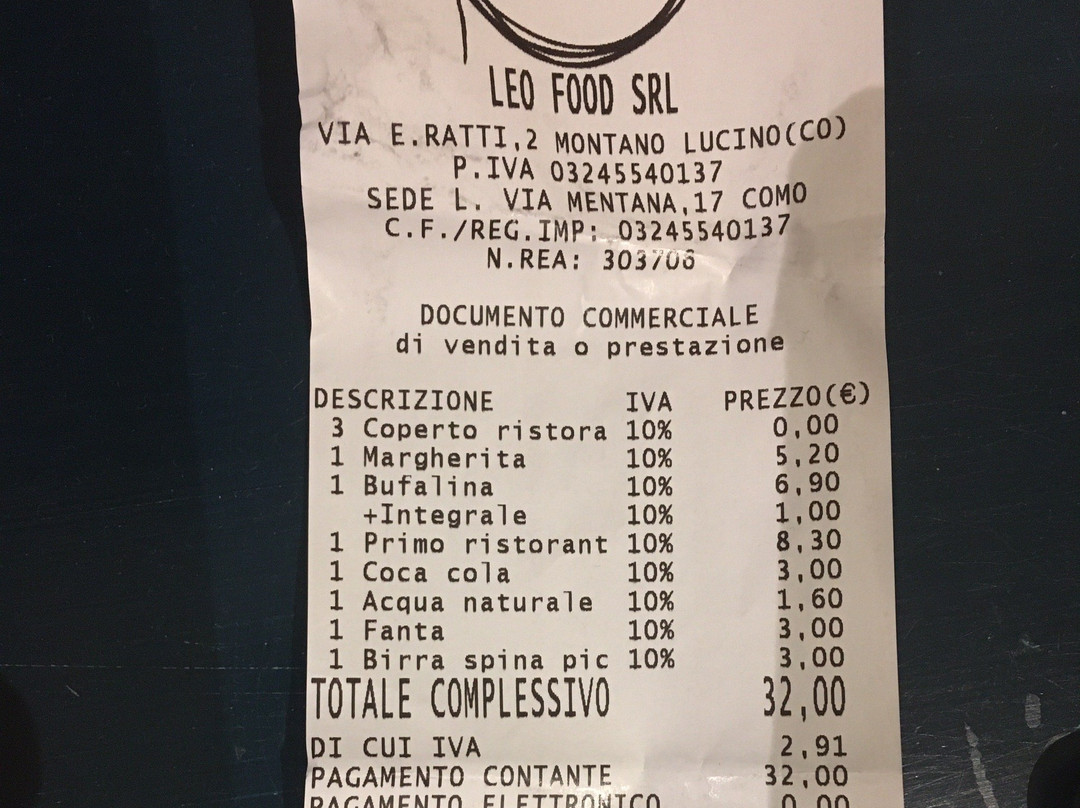 LEO FOOD SRL
VIA E.RATTI,2 MONTANO LUCINO(CO)
P.IVA 03245540137
SEDE L. VIA MENTANA,17 COMO
C.F./REG.IMP: 03245540137
N.REA: 303706
DOCUMENTO COMMERCIALE
di vendita o prestazione
DESCRIZIONE IVA PREZZO(€)
3 Coperto ristora 10% 0,00
1 Margherita 10% 5,20
1 Bufalina 10% 6,90
+Integrale 10% 1,00
1 Primo ristorant 10% 8,30
1 Coca cola 10% 3,00
1 Acqua naturale 10% 1,60
1 Fanta 10% 3,00
1 Birra spina pic 10% 3,00
TOTALE COMPLESSIVO 32,00
DI CUI IVA 2,91
PAGAMENTO CONTANTE 32,00
PAGAMENTO ELETTRONICO 0,00